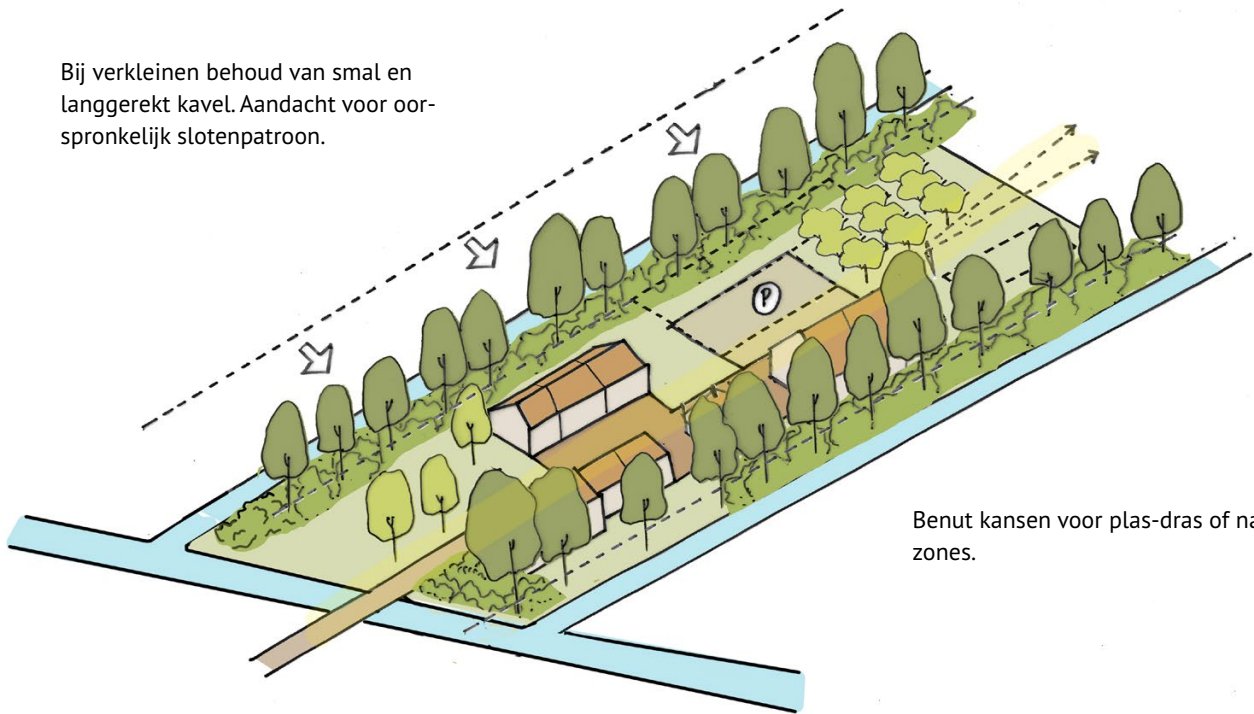 Bij verkleinen behoud van smal en
langgerekt kavel. Aandacht voor oor-
spronkelijk slotenpatroon.
P
Benut kansen voor plas-dras of na
zones.